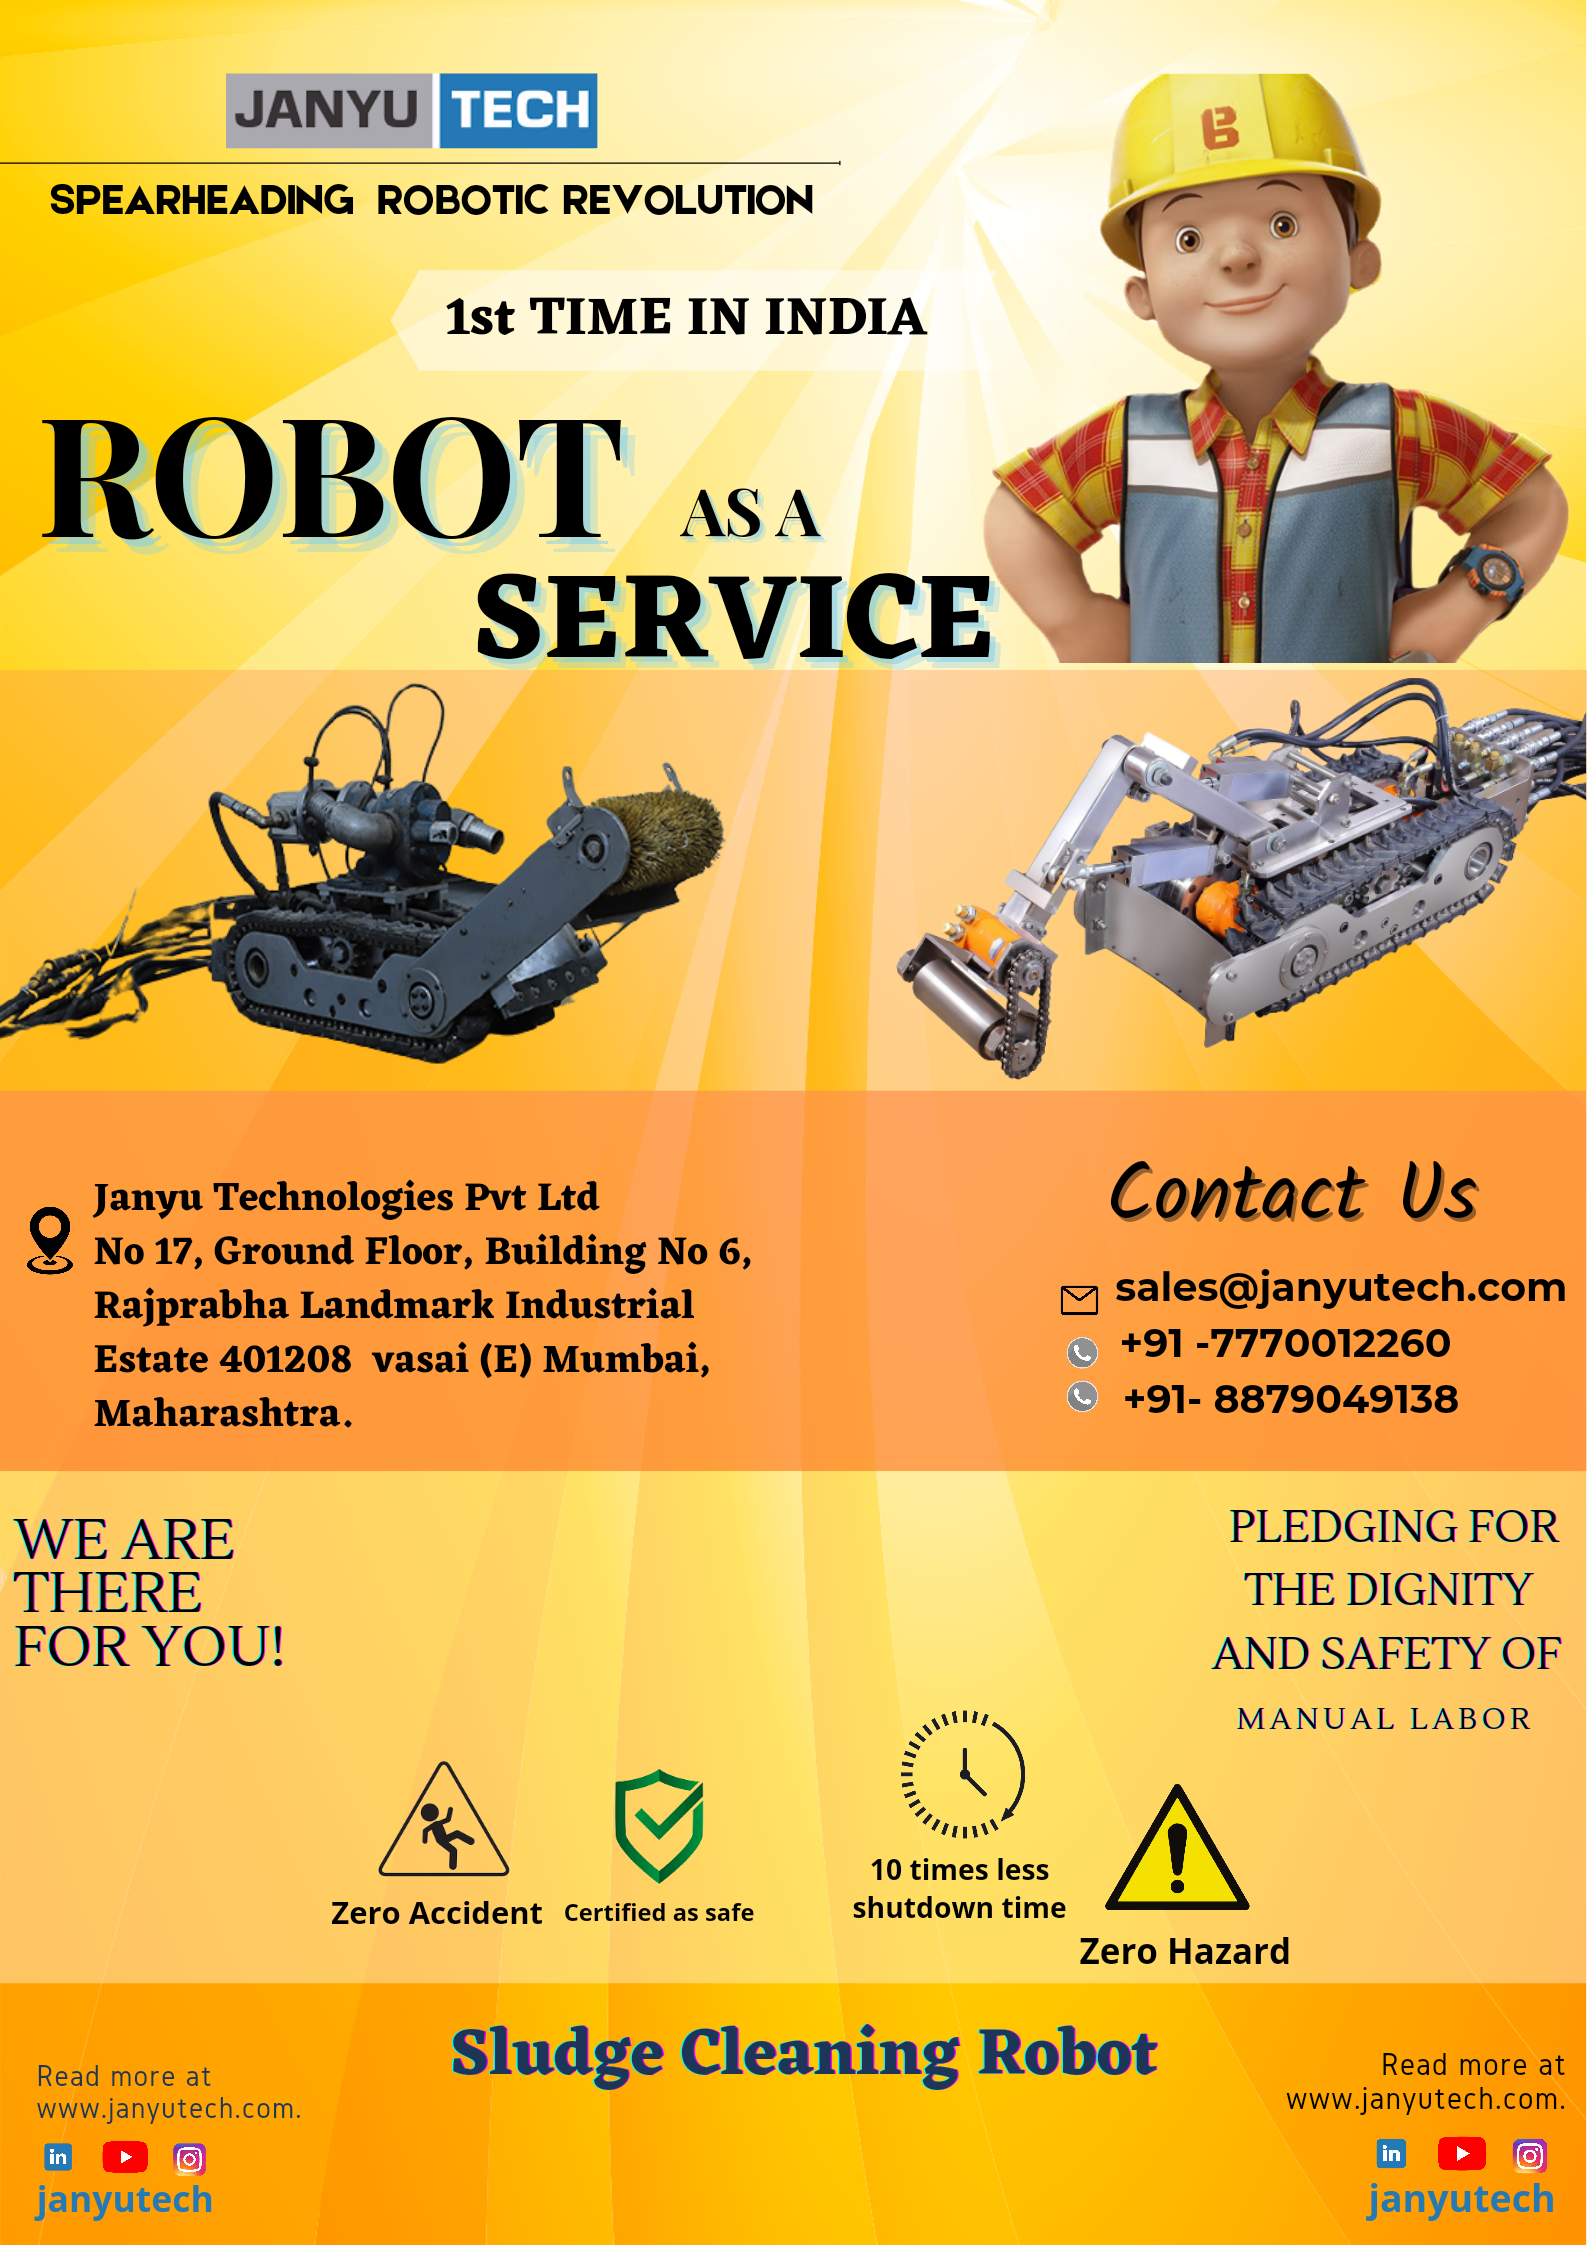 JANYU TECH
SPEARHEADING ROBOTIC REVOLUTION
B
1st TIME IN INDIA
ROBOT AS A
SERVICE
Janyu Technologies Pvt Ltd
No 17, Ground Floor, Building No 6,
Rajprabha Landmark Industrial
Estate 401208 vasai (E) Mumbai,
Maharashtra.
Contact Us
sales@janyutech.com
+91 -7770012260
+91- 8879049138
WE ARE
THERE
FOR YOU!
PLEDGING FOR
THE DIGNITY
AND SAFETY OF
MANUAL LABOR
Zero Accident
Certified as safe
10 times less
shutdown time
Zero Hazard
Sludge Cleaning Robot
Read more at
www.janyutech.com.
in
janyutech
Read more at
www.janyutech.com.
in
janyutech